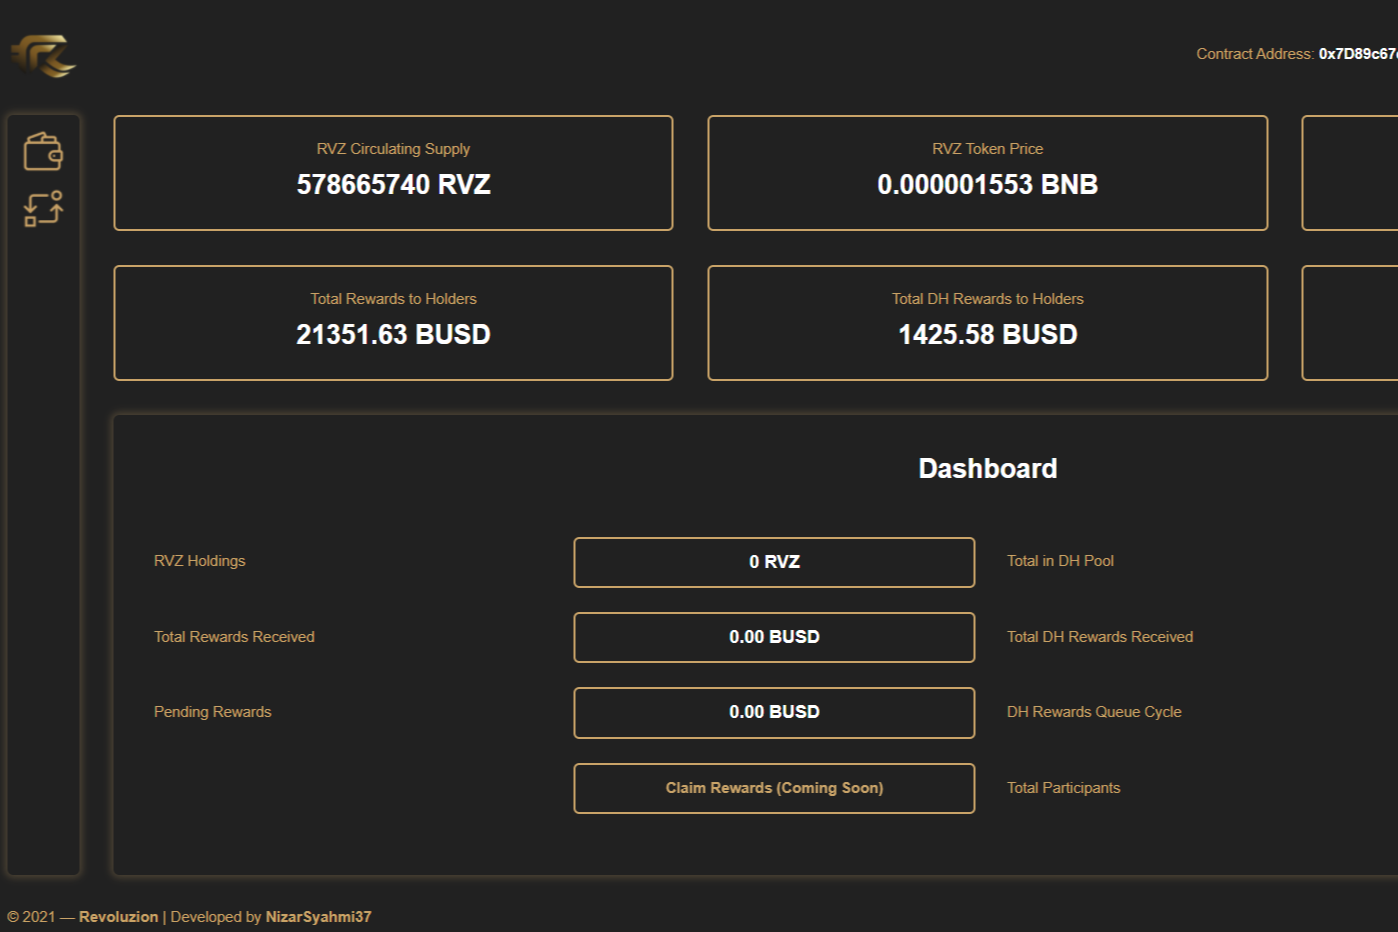 Contract Address: 0x7D89c67
RVZ Circulating Supply
578665740 RVZ
RVZ Token Price
0.000001553 BNB
Total Rewards to Holders
21351.63 BUSD
Total DH Rewards to Holders
1425.58 BUSD
Dashboard
RVZ Holdings
0 RVZ
Total in DH Pool
Total Rewards Received
0.00 BUSD
Total DH Rewards Received
Pending Rewards
0.00 BUSD
DH Rewards Queue Cycle
Claim Rewards (Coming Soon)
Total Participants
© 2021 — Revoluzion | Developed by NizarSyahmi37